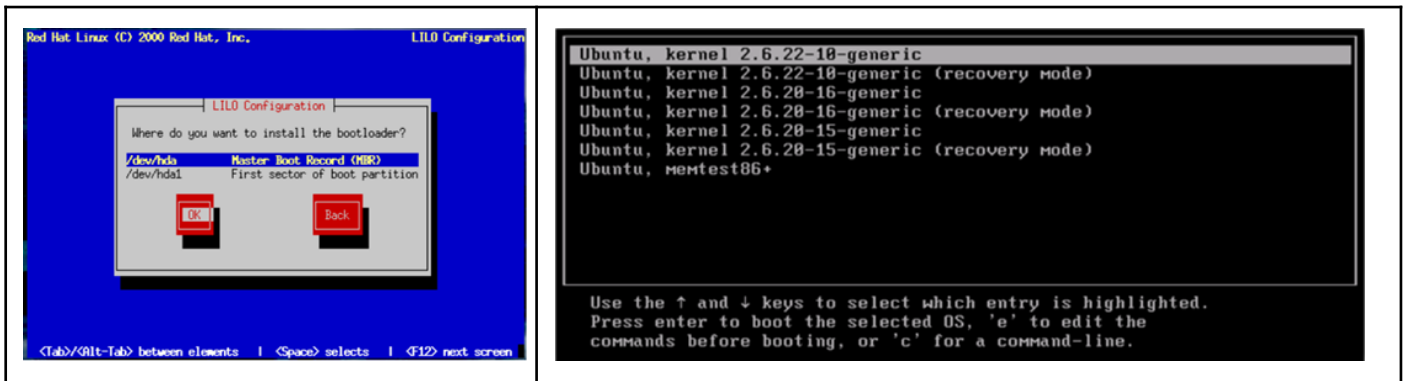 Red Hat Linux (C) 2000 Red Hat, Inc. LILO Configuration
LILO Configuration
Where do you want to install the bootloader?
/dev/hda Master Boot Record (MBR)
/dev/hda1 First sector of boot partition
OK Back
<Tab>/<Alt-Tab> between elements | <Space> selects | <F12> next screen
Ubuntu, kernel 2.6.22-10-generic
Ubuntu, kernel 2.6.22-10-generic (recovery mode)
Ubuntu, kernel 2.6.20-16-generic
Ubuntu, kernel 2.6.20-16-generic (recovery mode)
Ubuntu, kernel 2.6.20-15-generic
Ubuntu, kernel 2.6.20-15-generic (recovery mode)
Ubuntu, memtest86+
Use the ↑ and ↓ keys to select which entry is highlighted.
Press enter to boot the selected OS, 'e' to edit the
commands before booting, or 'c' for a command-line.